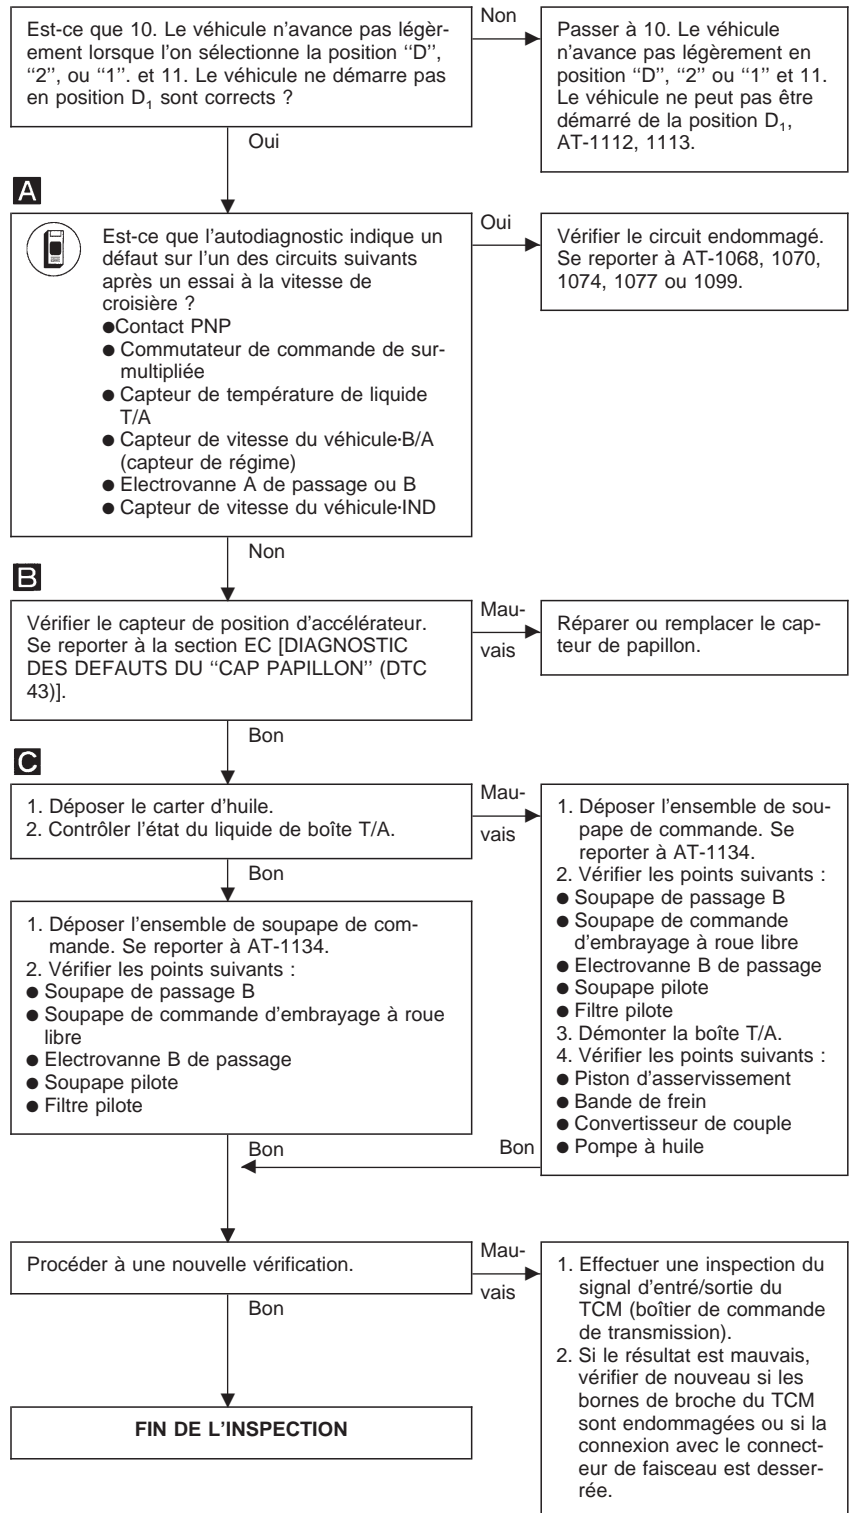 Est-ce que 10. Le véhicule n'avance pas légèr-
ement lorsque l'on sélectionne la position ‘‘D’’,
‘‘2’’, ou ‘‘1’’. et 11. Le véhicule ne démarre pas
en position D₁ sont corrects ?
Non
Passer à 10. Le véhicule
n'avance pas légèrement en
position ‘‘D’’, ‘‘2’’ ou ‘‘1’’ et 11.
Le véhicule ne peut pas être
démarré de la position D₁,
AT-1112, 1113.
Oui
A
Est-ce que l'autodiagnostic indique un
défaut sur l'un des circuits suivants
après un essai à la vitesse de
croisière ?
●Contact PNP
● Commutateur de commande de sur-
multipliée
● Capteur de température de liquide
T/A
● Capteur de vitesse du véhicule·B/A
(capteur de régime)
● Electrovanne A de passage ou B
● Capteur de vitesse du véhicule·IND
Oui
Vérifier le circuit endommagé.
Se reporter à AT-1068, 1070,
1074, 1077 ou 1099.
Non
B
Vérifier le capteur de position d'accélérateur.
Se reporter à la section EC [DIAGNOSTIC
DES DEFAUTS DU ‘‘CAP PAPILLON’’ (DTC
43)].
Mau-
vais
Réparer ou remplacer le cap-
teur de papillon.
Bon
C
1. Déposer le carter d'huile.
2. Contrôler l'état du liquide de boîte T/A.
Mau-
vais
1. Déposer l'ensemble de sou-
pape de commande. Se
reporter à AT-1134.
2. Vérifier les points suivants :
● Soupape de passage B
● Soupape de commande
d'embrayage à roue libre
● Electrovanne B de passage
● Soupape pilote
● Filtre pilote
3. Démonter la boîte T/A.
4. Vérifier les points suivants :
● Piston d'asservissement
● Bande de frein
● Convertisseur de couple
● Pompe à huile
Bon
1. Déposer l'ensemble de soupape de com-
mande. Se reporter à AT-1134.
2. Vérifier les points suivants :
● Soupape de passage B
● Soupape de commande d'embrayage à roue
libre
● Electrovanne B de passage
● Soupape pilote
● Filtre pilote
Bon
Bon
Procéder à une nouvelle vérification.
Mau-
vais
1. Effectuer une inspection du
signal d'entré/sortie du
TCM (boîtier de commande
de transmission).
2. Si le résultat est mauvais,
vérifier de nouveau si les
bornes de broche du TCM
sont endommagées ou si la
connexion avec le connect-
eur de faisceau est desser-
rée.
Bon
FIN DE L'INSPECTION